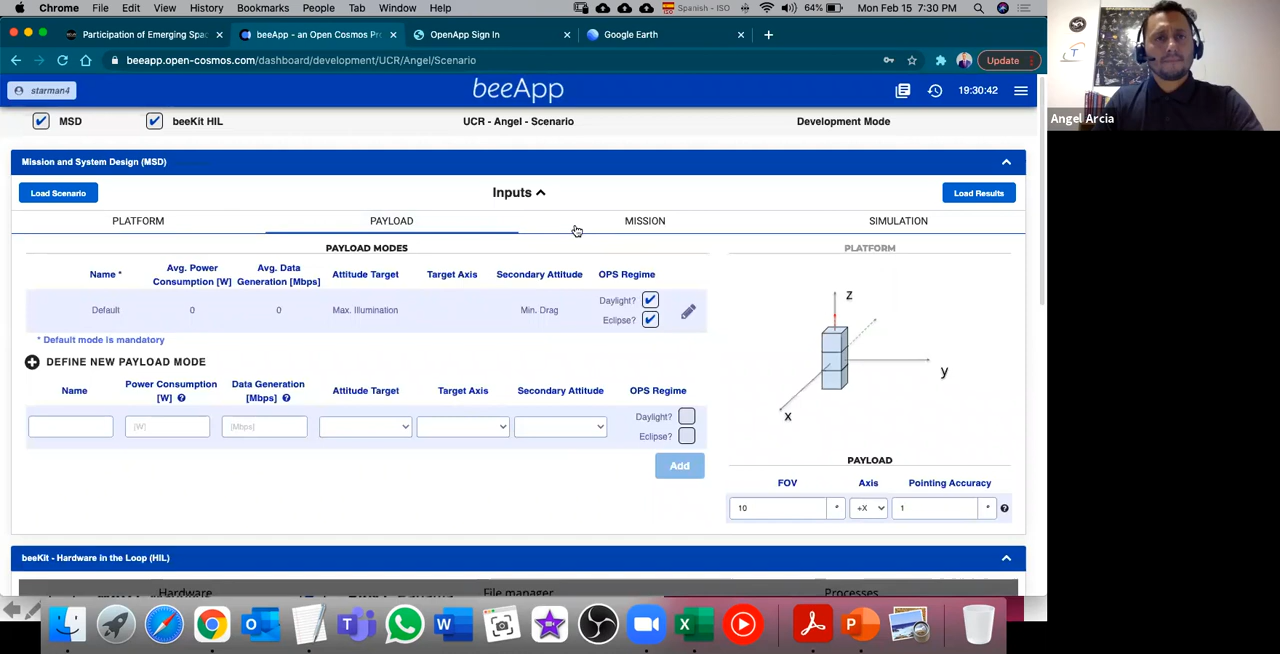 Chrome File Edit View History Bookmarks People Tab Window Help Spanish - ISO 64% Mon Feb 15 7:30 PM
Participation of Emerging Spac × beeApp - an Open Cosmos Pro × OpenApp Sign In × Google Earth × +
beeapp.open-cosmos.com/dashboard/development/UCR/Angel/Scenario Update
starman4 beeApp 19:30:42
MSD beeKit HIL UCR - Angel - Scenario Development Mode
Angel Arcia
Mission and System Design (MSD)
Load Scenario Inputs Load Results
PLATFORM PAYLOAD MISSION SIMULATION
PAYLOAD MODES PLATFORM
Name * Avg. Power Consumption [W] Avg. Data Generation [Mbps] Attitude Target Target Axis Secondary Attitude OPS Regime
Default 0 0 Max. Illumination Min. Drag Daylight? Eclipse?
* Default mode is mandatory
DEFINE NEW PAYLOAD MODE
Name Power Consumption [W] ? Data Generation [Mbps] ? Attitude Target Target Axis Secondary Attitude OPS Regime
[W] [Mbps] Daylight? Eclipse?
Add
z
y
x
PAYLOAD
FOV Axis Pointing Accuracy
10 ° +X 1 ° ?
beeKit - Hardware in the Loop (HIL)
Hardware File manager Processes